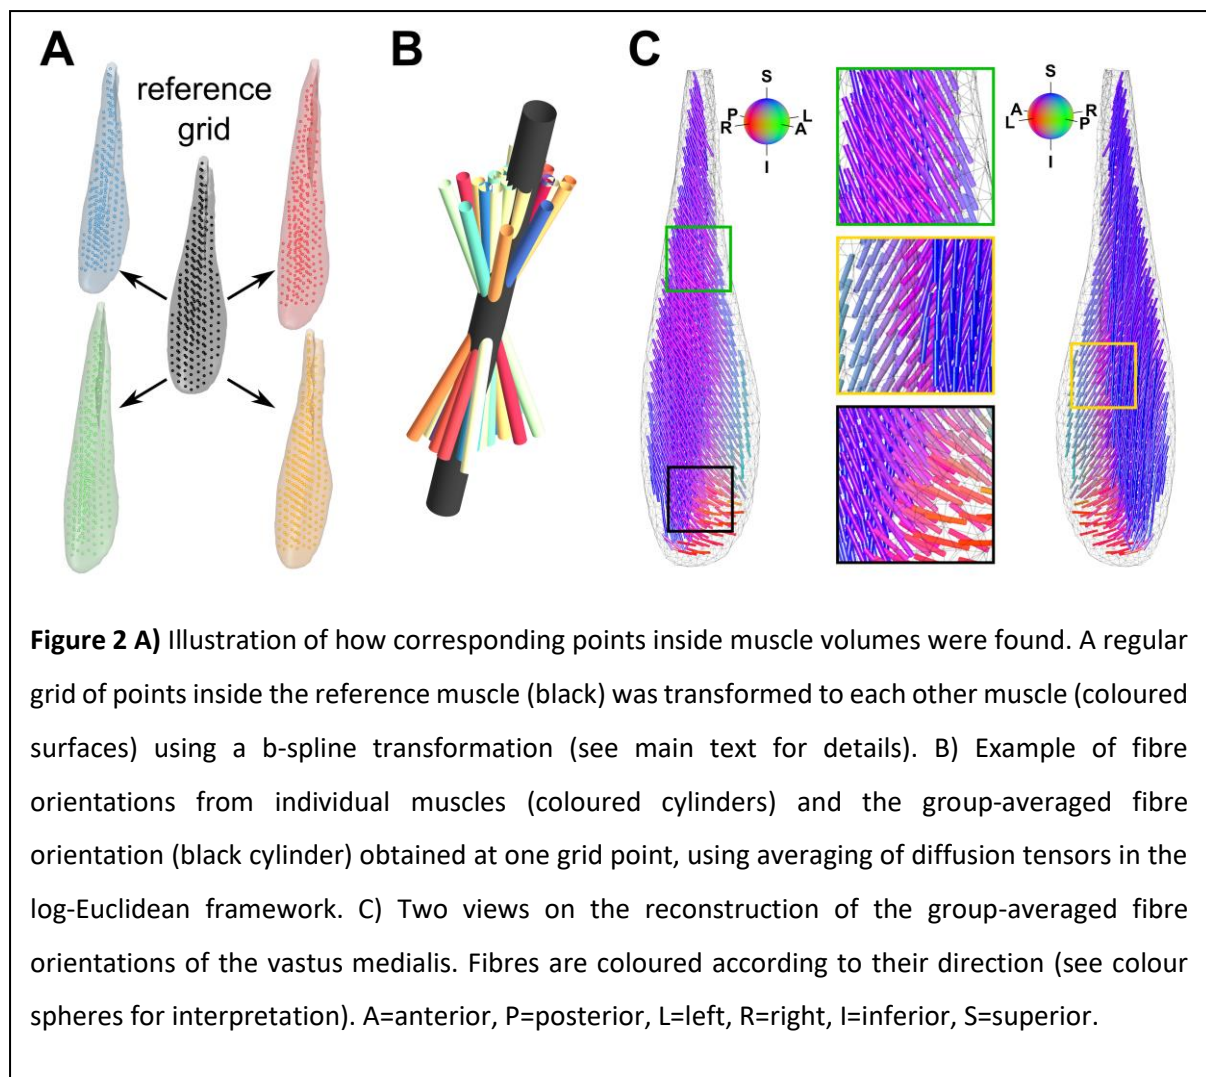 A
B
C
reference
grid
S
P
L
R
A
I
S
A
R
L
P
I
Figure 2 A) Illustration of how corresponding points inside muscle volumes were found. A regular
grid of points inside the reference muscle (black) was transformed to each other muscle (coloured
surfaces) using a b-spline transformation (see main text for details). B) Example of fibre
orientations from individual muscles (coloured cylinders) and the group-averaged fibre
orientation (black cylinder) obtained at one grid point, using averaging of diffusion tensors in the
log-Euclidean framework. C) Two views on the reconstruction of the group-averaged fibre
orientations of the vastus medialis. Fibres are coloured according to their direction (see colour
spheres for interpretation). A=anterior, P=posterior, L=left, R=right, I=inferior, S=superior.